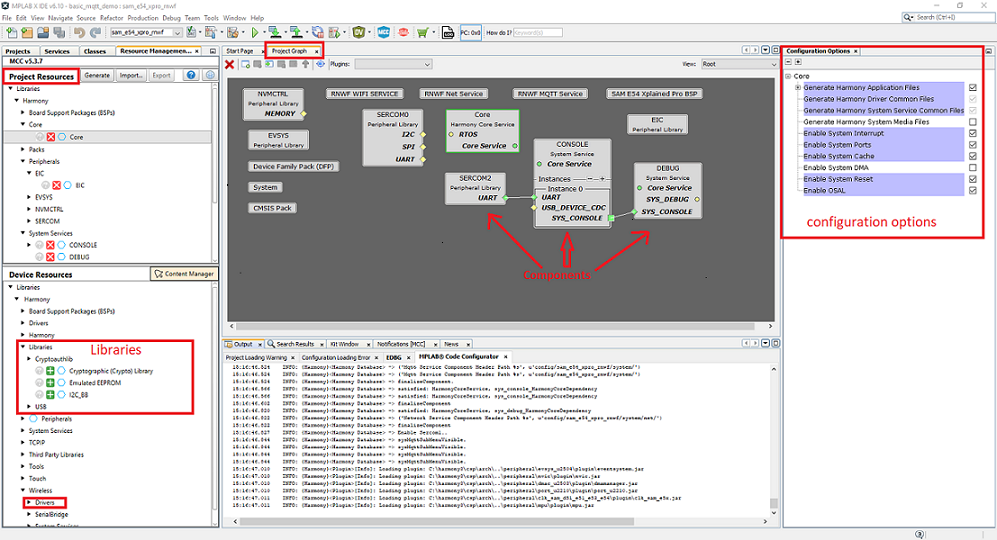 MPLAB X IDE v6.10 - basic_mqtt_demo : sam_e54_xpro_rnwf
File Edit View Navigate Source Refactor Production Debug Team Tools Window Help
Search (Ctrl+I)
sam_e54_xpro_rnwf
PC: 0x0
How do I?
Keyword(s)
Projects
Services
Classes
Resource Managemen...
MCC v5.3.7
Project Resources
Generate
Import...
Export
Libraries
Harmony
Board Support Packages (BSPs)
Core
Core
Packs
Peripherals
EIC
EIC
EVSYS
NVMCTRL
SERCOM
System Services
CONSOLE
DEBUG
Device Resources
Content Manager
Libraries
Harmony
Board Support Packages (BSPs)
Drivers
Harmony
Libraries
Libraries
Cryptoauthlib
Cryptographic (Crypto) Library
Emulated EEPROM
I2C_BB
USB
Peripherals
System Services
TCPIP
Third Party Libraries
Tools
Touch
Wireless
Drivers
SerialBridge
System Services
Start Page
Project Graph
Plugins:
View:
Root
NVMCTRL
Peripheral Library
MEMORY
RNWF WIFI SERVICE
RNWF Net Service
RNWF MQTT Service
SAM E54 Xplained Pro BSP
EVSYS
Peripheral Library
Device Family Pack (DFP)
System
CMSIS Pack
SERCOM0
Peripheral Library
I2C
SPI
UART
Core
Harmony Core Service
RTOS
Core Service
EIC
Peripheral Library
SERCOM2
Peripheral Library
UART
CONSOLE
System Service
Core Service
Instances
Instance 0
UART
USB_DEVICE_CDC
SYS_CONSOLE
DEBUG
System Service
Core Service
SYS_DEBUG
SYS_CONSOLE
Components
Configuration Options
Core
Generate Harmony Application Files
Generate Harmony Driver Common Files
Generate Harmony System Service Common Files
Generate Harmony System Media Files
Enable System Interrupt
Enable System Ports
Enable System Cache
Enable System DMA
Enable System Reset
Enable OSAL
configuration options
Output
Search Results
Kit Window
Notifications [MCC]
News
Project Loading Warning
Configuration Loading Error
EDBG
MPLAB® Code Configurator